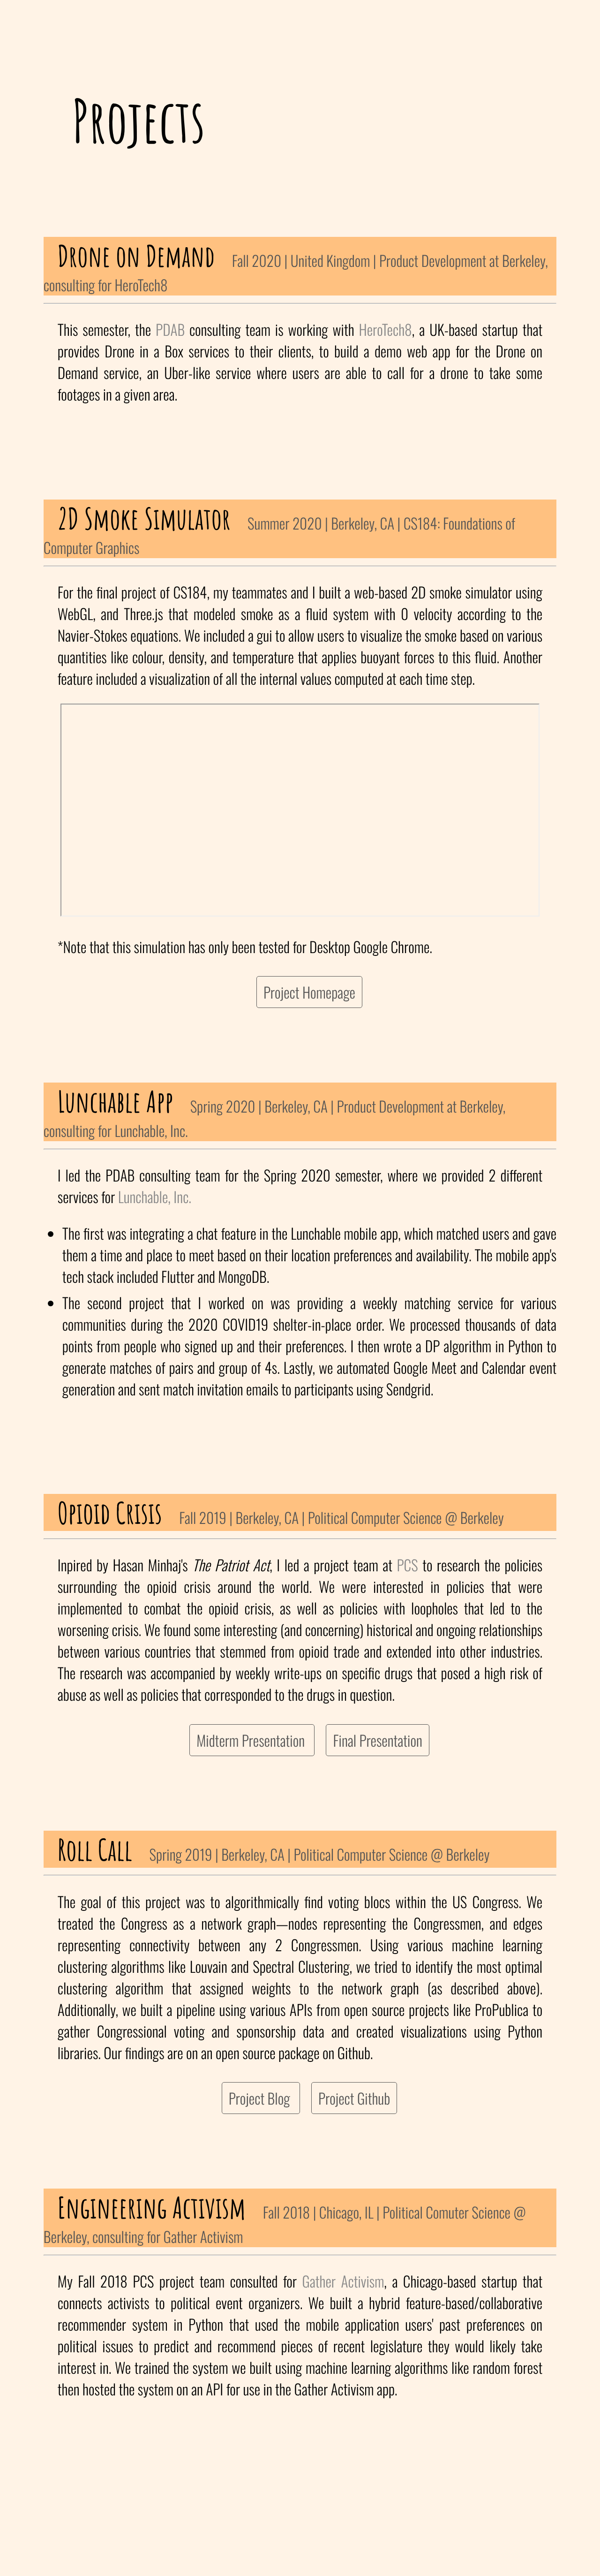 Projects
Drone on Demand Fall 2020 | United Kingdom | Product Development at Berkeley,
consulting for HeroTech8
This semester, the PDAB consulting team is working with HeroTech8, a UK-based startup that
provides Drone in a Box services to their clients, to build a demo web app for the Drone on
Demand service, an Uber-like service where users are able to call for a drone to take some
footages in a given area.
2D Smoke Simulator Summer 2020 | Berkeley, CA | CS184: Foundations of
Computer Graphics
For the final project of CS184, my teammates and I built a web-based 2D smoke simulator using
WebGL, and Three.js that modeled smoke as a fluid system with 0 velocity according to the
Navier-Stokes equations. We included a gui to allow users to visualize the smoke based on various
quantities like colour, density, and temperature that applies buoyant forces to this fluid. Another
feature included a visualization of all the internal values computed at each time step.
*Note that this simulation has only been tested for Desktop Google Chrome.
Project Homepage
Lunchable App Spring 2020 | Berkeley, CA | Product Development at Berkeley,
consulting for Lunchable, Inc.
I led the PDAB consulting team for the Spring 2020 semester, where we provided 2 different
services for Lunchable, Inc.
• The first was integrating a chat feature in the Lunchable mobile app, which matched users and gave
them a time and place to meet based on their location preferences and availability. The mobile app's
tech stack included Flutter and MongoDB.
• The second project that I worked on was providing a weekly matching service for various
communities during the 2020 COVID19 shelter-in-place order. We processed thousands of data
points from people who signed up and their preferences. I then wrote a DP algorithm in Python to
generate matches of pairs and group of 4s. Lastly, we automated Google Meet and Calendar event
generation and sent match invitation emails to participants using Sendgrid.
Opioid Crisis Fall 2019 | Berkeley, CA | Political Computer Science @ Berkeley
Inpired by Hasan Minhaj's The Patriot Act, I led a project team at PCS to research the policies
surrounding the opioid crisis around the world. We were interested in policies that were
implemented to combat the opioid crisis, as well as policies with loopholes that led to the
worsening crisis. We found some interesting (and concerning) historical and ongoing relationships
between various countries that stemmed from opioid trade and extended into other industries.
The research was accompanied by weekly write-ups on specific drugs that posed a high risk of
abuse as well as policies that corresponded to the drugs in question.
Midterm Presentation Final Presentation
Roll Call Spring 2019 | Berkeley, CA | Political Computer Science @ Berkeley
The goal of this project was to algorithmically find voting blocs within the US Congress. We
treated the Congress as a network graph—nodes representing the Congressmen, and edges
representing connectivity between any 2 Congressmen. Using various machine learning
clustering algorithms like Louvain and Spectral Clustering, we tried to identify the most optimal
clustering algorithm that assigned weights to the network graph (as described above).
Additionally, we built a pipeline using various APIs from open source projects like ProPublica to
gather Congressional voting and sponsorship data and created visualizations using Python
libraries. Our findings are on an open source package on Github.
Project Blog Project Github
Engineering Activism Fall 2018 | Chicago, IL | Political Comuter Science @
Berkeley, consulting for Gather Activism
My Fall 2018 PCS project team consulted for Gather Activism, a Chicago-based startup that
connects activists to political event organizers. We built a hybrid feature-based/collaborative
recommender system in Python that used the mobile application users' past preferences on
political issues to predict and recommend pieces of recent legislature they would likely take
interest in. We trained the system we built using machine learning algorithms like random forest
then hosted the system on an API for use in the Gather Activism app.